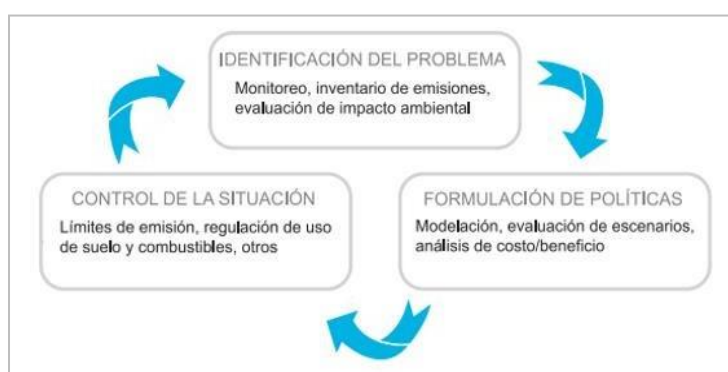 IDENTIFICACIÓN DEL PROBLEMA
Monitoreo, inventario de emisiones,
evaluación de impacto ambiental
CONTROL DE LA SITUACIÓN
Límites de emisión, regulación de uso
de suelo y combustibles, otros
FORMULACIÓN DE POLÍTICAS
Modelación, evaluación de escenarios,
análisis de costo/beneficio